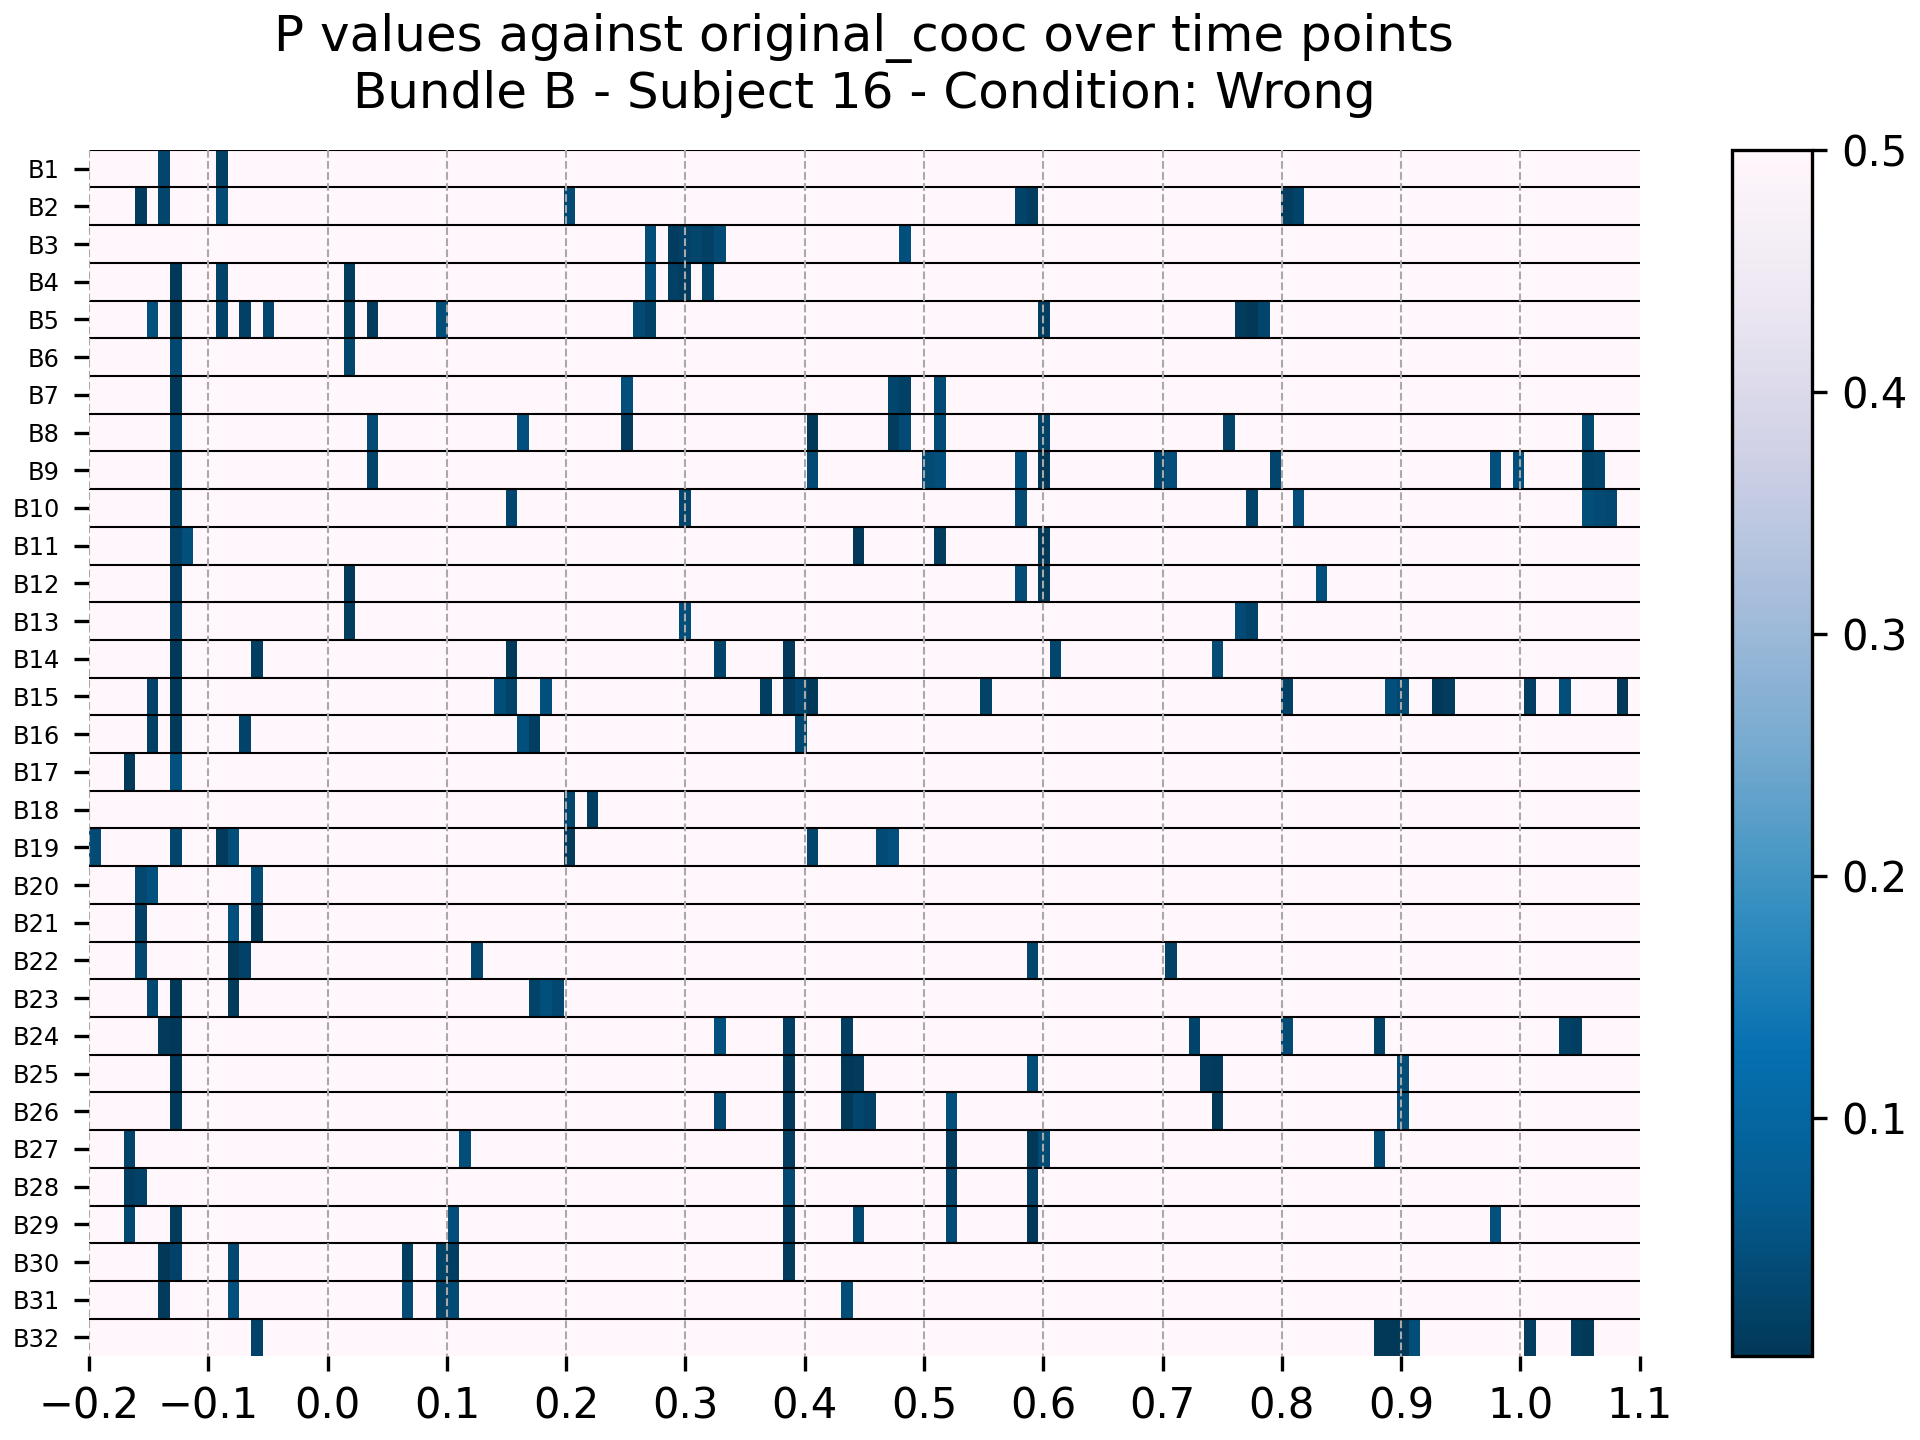 P values against original_cooc over time points
Bundle B - Subject 16 - Condition: Wrong
B1
B2
B3
B4
B5
B6
B7
B8
B9
B10
B11
B12
B13
B14
B15
B16
B17
B18
B19
B20
B21
B22
B23
B24
B25
B26
B27
B28
B29
B30
B31
B32
−0.2 −0.1 0.0 0.1 0.2 0.3 0.4 0.5 0.6 0.7 0.8 0.9 1.0 1.1
0.5
0.4
0.3
0.2
0.1